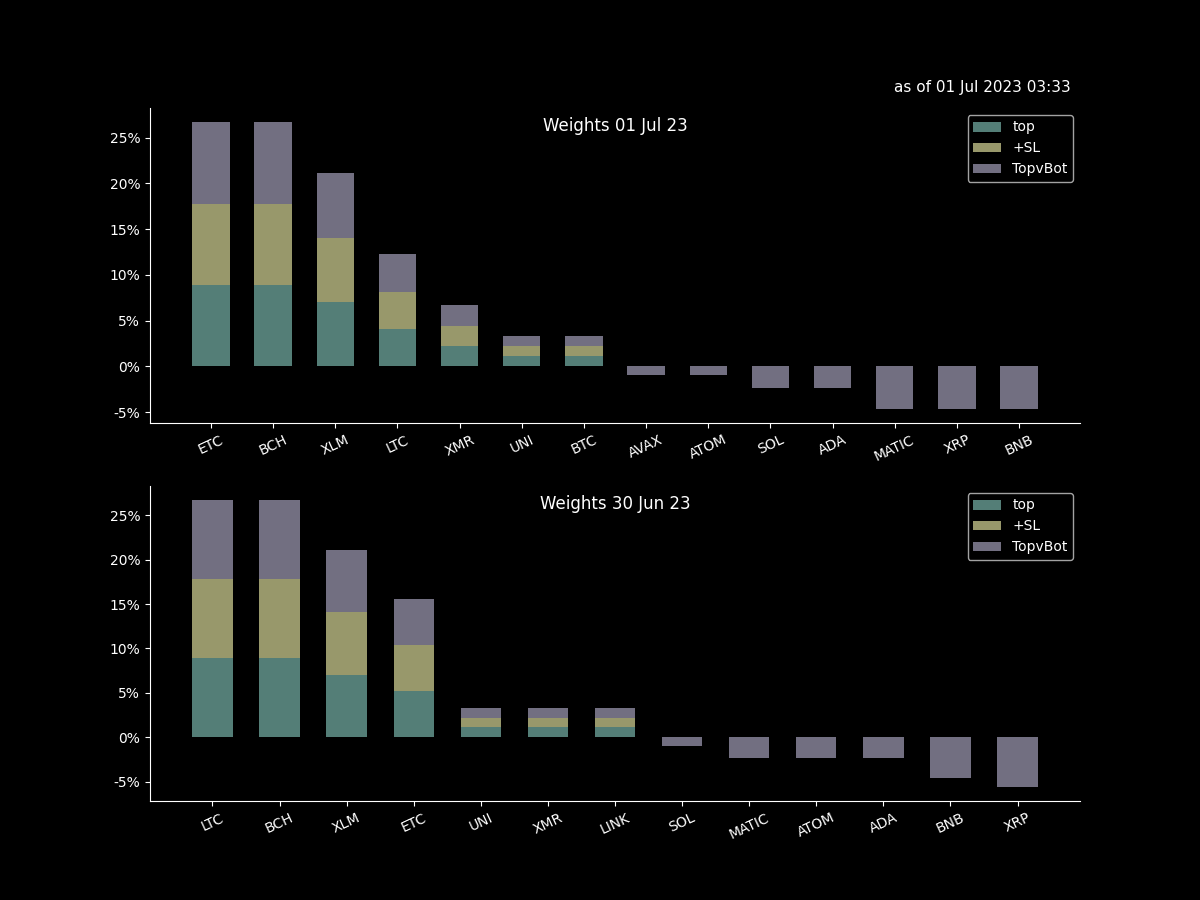 as of 01 Jul 2023 03:33
Weights 01 Jul 23
top
+SL
TopvBot
25%
20%
15%
10%
5%
0%
-5%
ETC BCH XLM LTC XMR UNI BTC AVAX ATOM SOL ADA MATIC XRP BNB
Weights 30 Jun 23
top
+SL
TopvBot
25%
20%
15%
10%
5%
0%
-5%
LTC BCH XLM ETC UNI XMR LINK SOL MATIC ATOM ADA BNB XRP